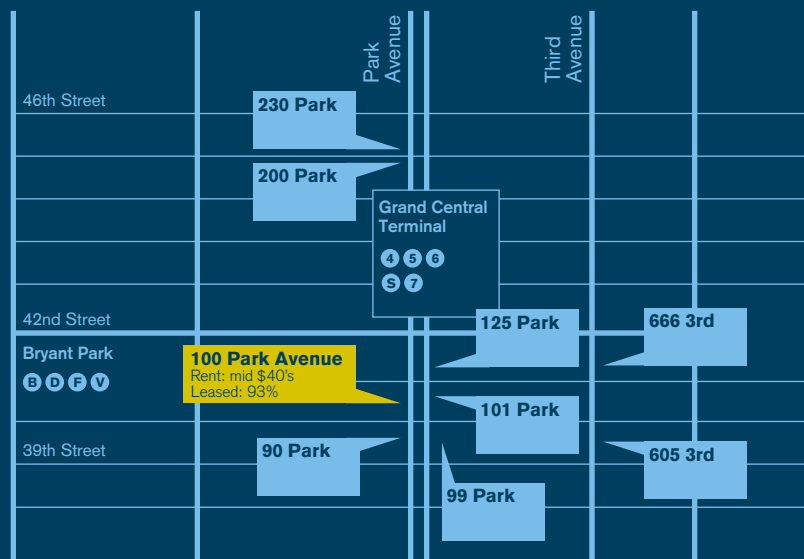 Park
Avenue
Third
Avenue
46th Street
230 Park
200 Park
Grand Central
Terminal
4 5 6
S 7
42nd Street
125 Park
666 3rd
Bryant Park
B D F V
100 Park Avenue
Rent: mid $40's
Leased: 93%
101 Park
39th Street
90 Park
605 3rd
99 Park